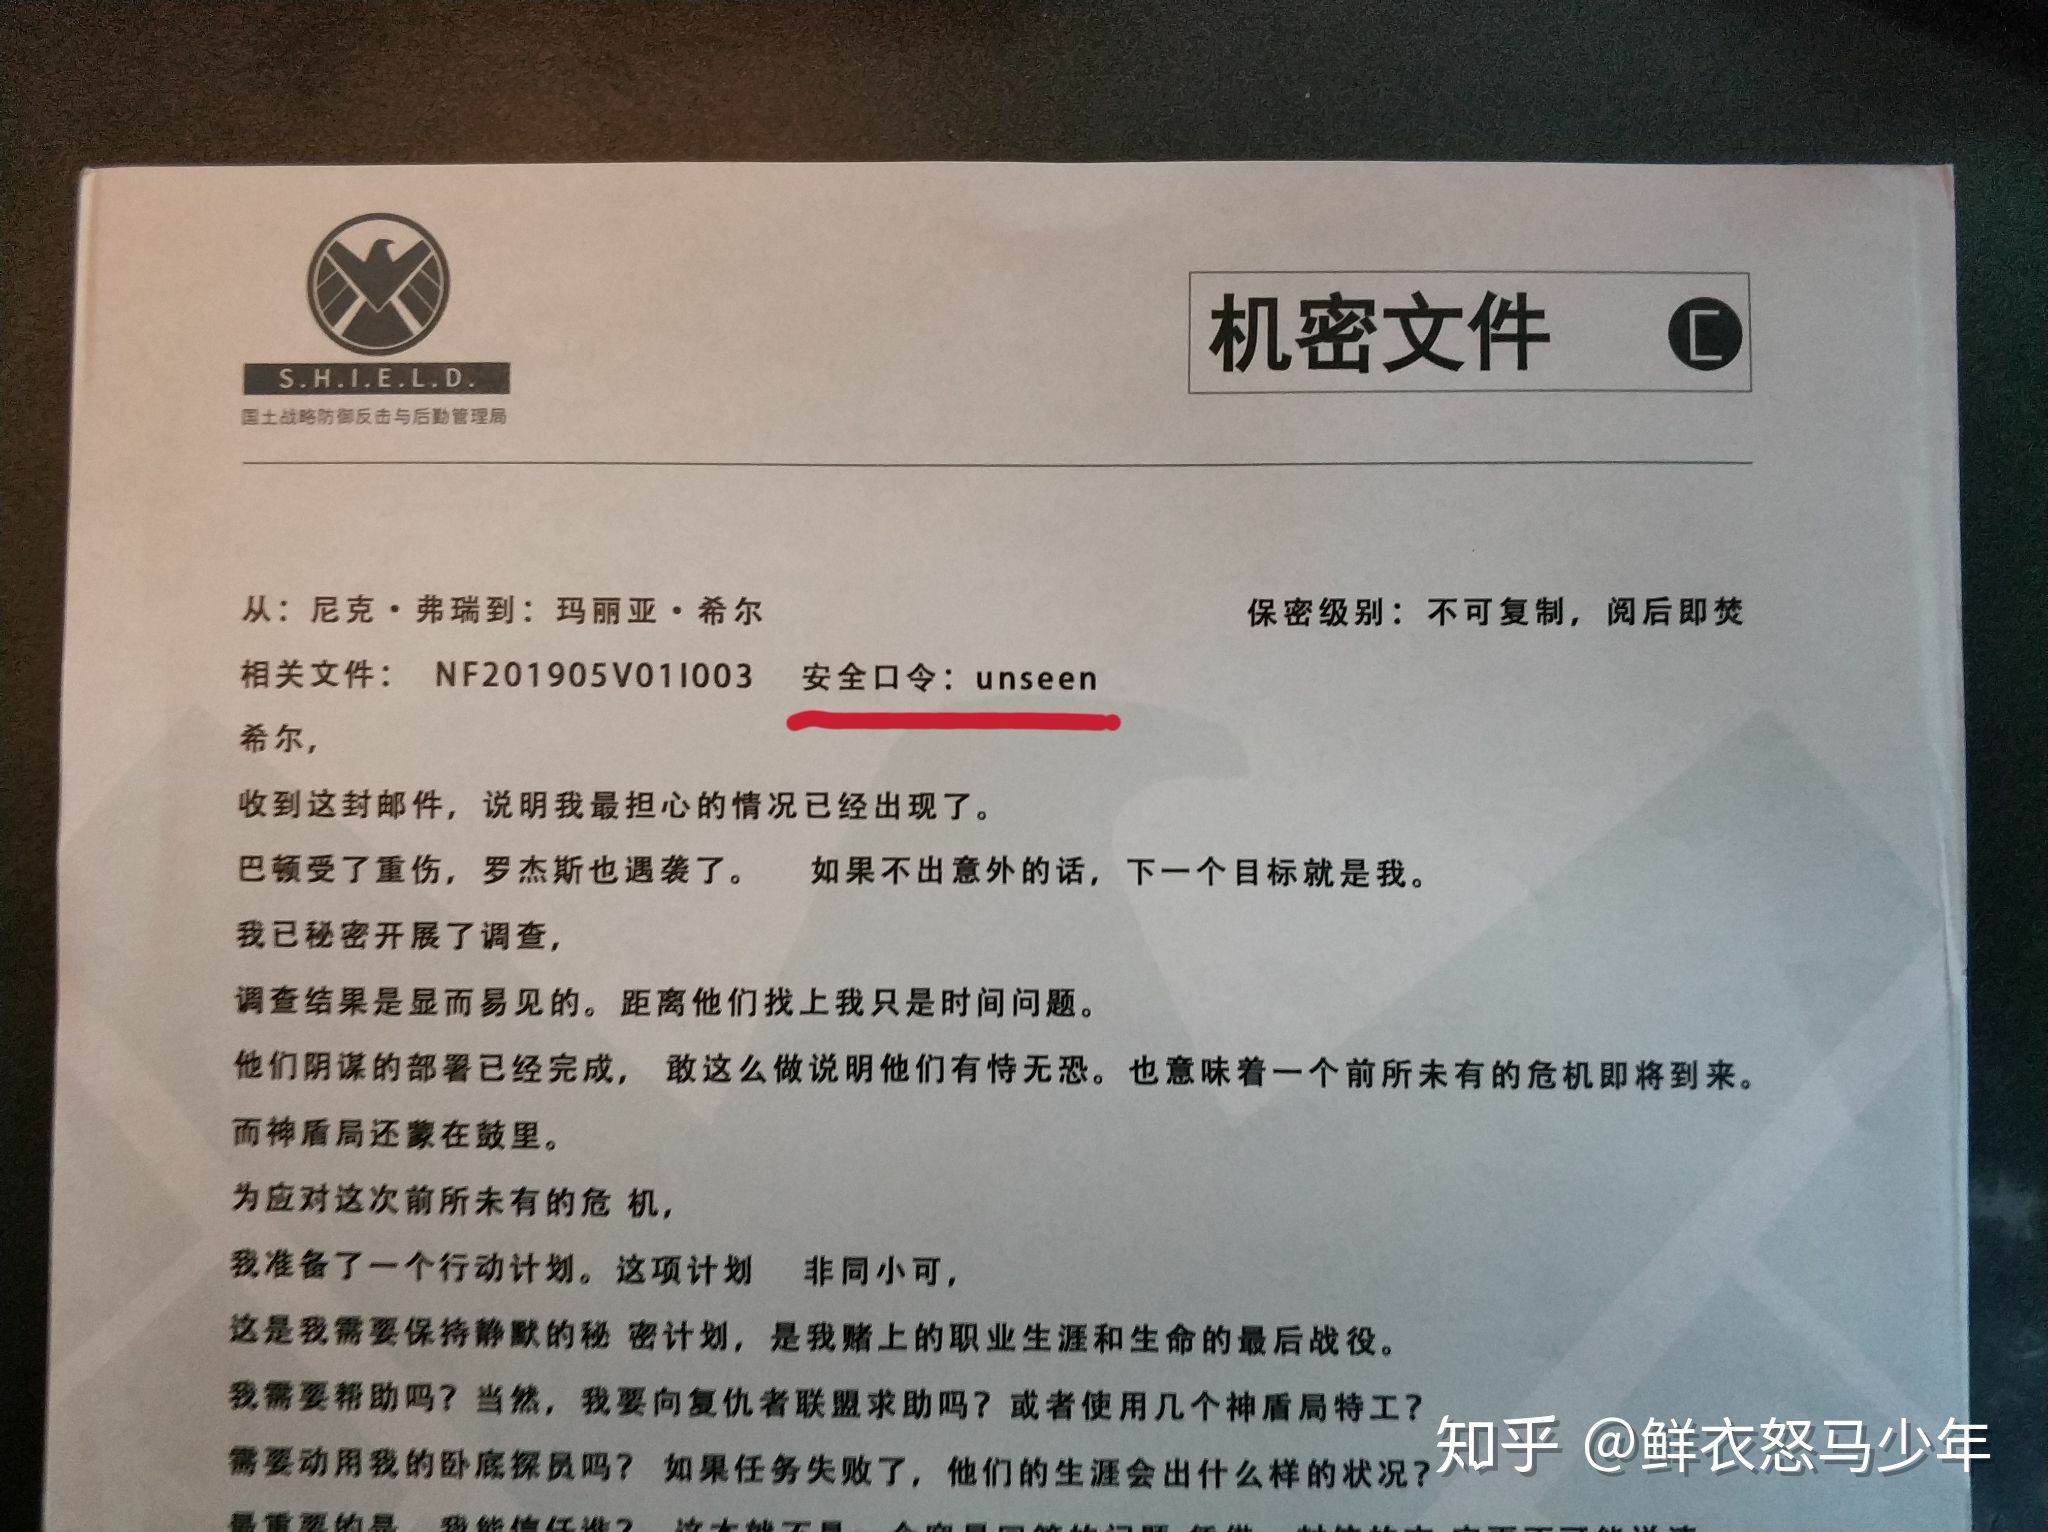 S.H.I.E.L.D.
国土战略防御反击与后勤管理局
机密文件 C
从：尼克·弗瑞到：玛丽亚·希尔 保密级别：不可复制，阅后即焚
相关文件： NF201905V01I003 安全口令：unseen
希尔，
收到这封邮件，说明我最担心的情况已经出现了。
巴顿受了重伤，罗杰斯也遇袭了。 如果不出意外的话，下一个目标就是我。
我已秘密开展了调查，
调查结果是显而易见的。距离他们找上我只是时间问题。
他们阴谋的部署已经完成， 敢这么做说明他们有恃无恐。也意味着一个前所未有的危机即将到来。
而神盾局还蒙在鼓里。
为应对这次前所未有的危 机，
我准备了一个行动计划。这项计划 非同小可，
这是我需要保持静默的秘 密计划，是我赌上的职业生涯和生命的最后战役。
我需要帮助吗？当然，我要向复仇者联盟求助吗？或者使用几个神盾局特工？
需要动用我的卧底探员吗？ 如果任务失败了，他们的生涯会出什么样的状况？
最重要的是，我能信任谁？
知乎 @鲜衣怒马少年